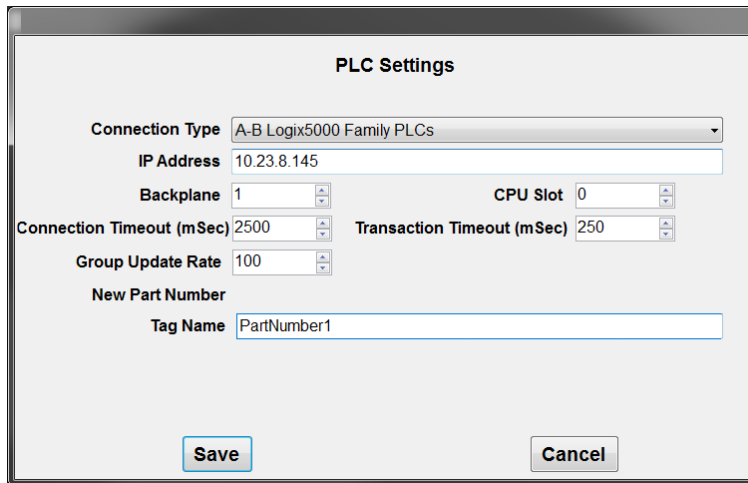 PLC Settings
Connection Type A-B Logix5000 Family PLCs
IP Address 10.23.8.145
Backplane 1 CPU Slot 0
Connection Timeout (mSec) 2500 Transaction Timeout (mSec) 250
Group Update Rate 100
New Part Number
Tag Name PartNumber1
Save Cancel